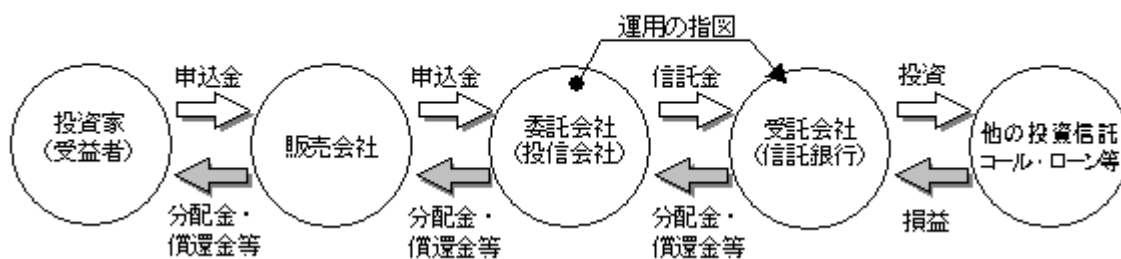 運用の指図
申込金
申込金
信託金
投資
投資家
(受益者)
販売会社
委託会社
(投信会社)
受託会社
(信託銀行)
他の投資信託
コール・ローン等
分配金・
償還金等
分配金・
償還金等
分配金・
償還金等
損益